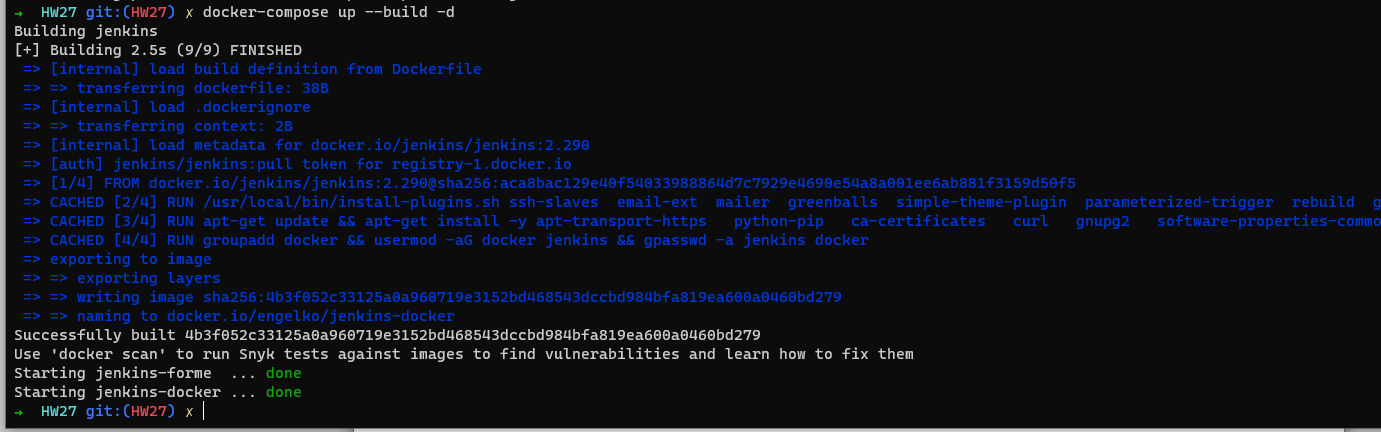 → HW27 git:(HW27) ✗ docker-compose up --build -d
Building jenkins
[+] Building 2.5s (9/9) FINISHED
=> [internal] load build definition from Dockerfile
=> => transferring dockerfile: 38B
=> [internal] load .dockerignore
=> => transferring context: 2B
=> [internal] load metadata for docker.io/jenkins/jenkins:2.290
=> [auth] jenkins/jenkins:pull token for registry-1.docker.io
=> [1/4] FROM docker.io/jenkins/jenkins:2.290@sha256:aca8bac129e40f54033988864d7c7929e4690e54a8a001ee6ab881f3159d50f5
=> CACHED [2/4] RUN /usr/local/bin/install-plugins.sh ssh-slaves email-ext mailer greenballs simple-theme-plugin parameterized-trigger rebuild g
=> CACHED [3/4] RUN apt-get update && apt-get install -y apt-transport-https python-pip ca-certificates curl gnupg2 software-properties-commo
=> CACHED [4/4] RUN groupadd docker && usermod -aG docker jenkins && gpasswd -a jenkins docker
=> exporting to image
=> => exporting layers
=> => writing image sha256:4b3f052c33125a0a960719e3152bd468543dccbd984bfa819ea600a0460bd279
=> => naming to docker.io/engelko/jenkins-docker
Successfully built 4b3f052c33125a0a960719e3152bd468543dccbd984bfa819ea600a0460bd279
Use 'docker scan' to run Snyk tests against images to find vulnerabilities and learn how to fix them
Starting jenkins-forme ... done
Starting jenkins-docker ... done
→ HW27 git:(HW27) ✗